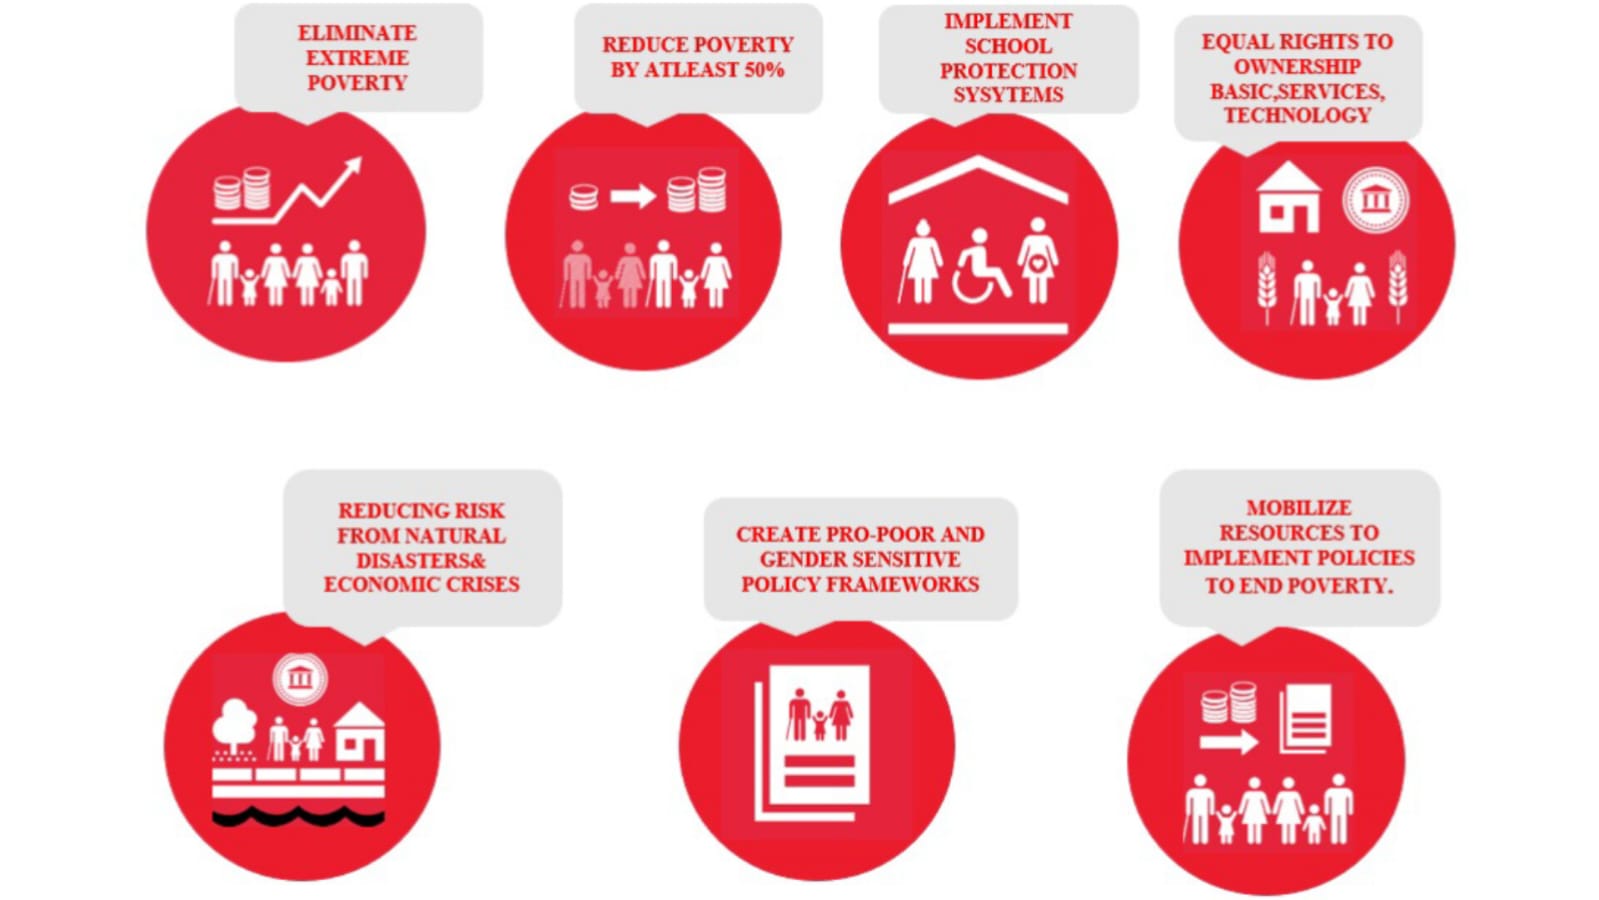 ELIMINATE
EXTREME
POVERTY
REDUCE POVERTY
BY ATLEAST 50%
IMPLEMENT
SCHOOL
PROTECTION
SYSYTEMS
EQUAL RIGHTS TO
OWNERSHIP
BASIC,SERVICES,
TECHNOLOGY
REDUCING RISK
FROM NATURAL
DISASTERS&
ECONOMIC CRISES
CREATE PRO-POOR AND
GENDER SENSITIVE
POLICY FRAMEWORKS
MOBILIZE
RESOURCES TO
IMPLEMENT POLICIES
TO END POVERTY.